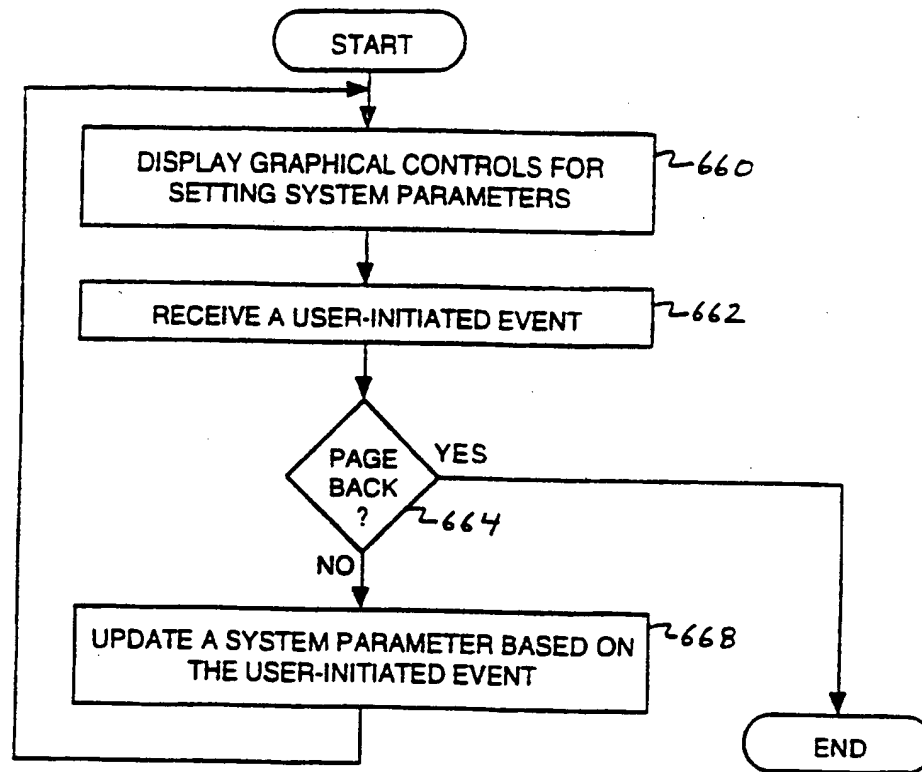 START
DISPLAY GRAPHICAL CONTROLS FOR
SETTING SYSTEM PARAMETERS
660
RECEIVE A USER-INITIATED EVENT
662
PAGE
BACK
?
YES
664
NO
UPDATE A SYSTEM PARAMETER BASED ON
THE USER-INITIATED EVENT
668
END